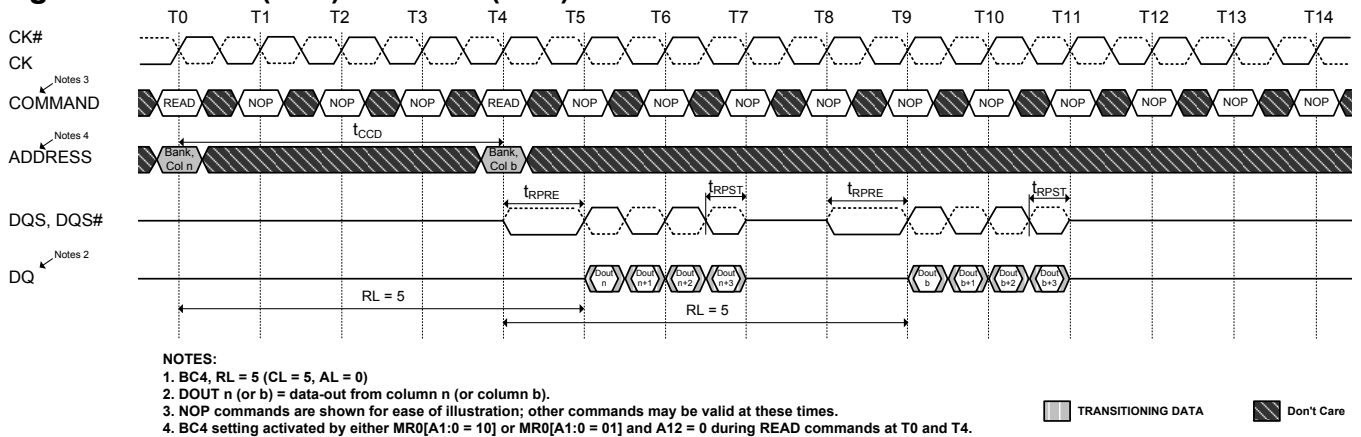 T0 T1 T2 T3 T4 T5 T6 T7 T8 T9 T10 T11 T12 T13 T14
CK#
CK
Notes 3
COMMAND READ NOP NOP NOP READ NOP NOP NOP NOP NOP NOP NOP NOP NOP NOP
tCCD
Notes 4
ADDRESS
Bank, Col n
Bank, Col b
tRPRE tRPST tRPRE tRPST
DQS, DQS#
Notes 2
DQ
Dout n
Dout n+1
Dout n+2
Dout n+3
Dout b
Dout b+1
Dout b+2
Dout b+3
RL = 5
RL = 5
NOTES:
1. BC4, RL = 5 (CL = 5, AL = 0)
2. DOUT n (or b) = data-out from column n (or column b).
3. NOP commands are shown for ease of illustration; other commands may be valid at these times.
4. BC4 setting activated by either MR0[A1:0 = 10] or MR0[A1:0 = 01] and A12 = 0 during READ commands at T0 and T4.
TRANSITIONING DATA
Don't Care